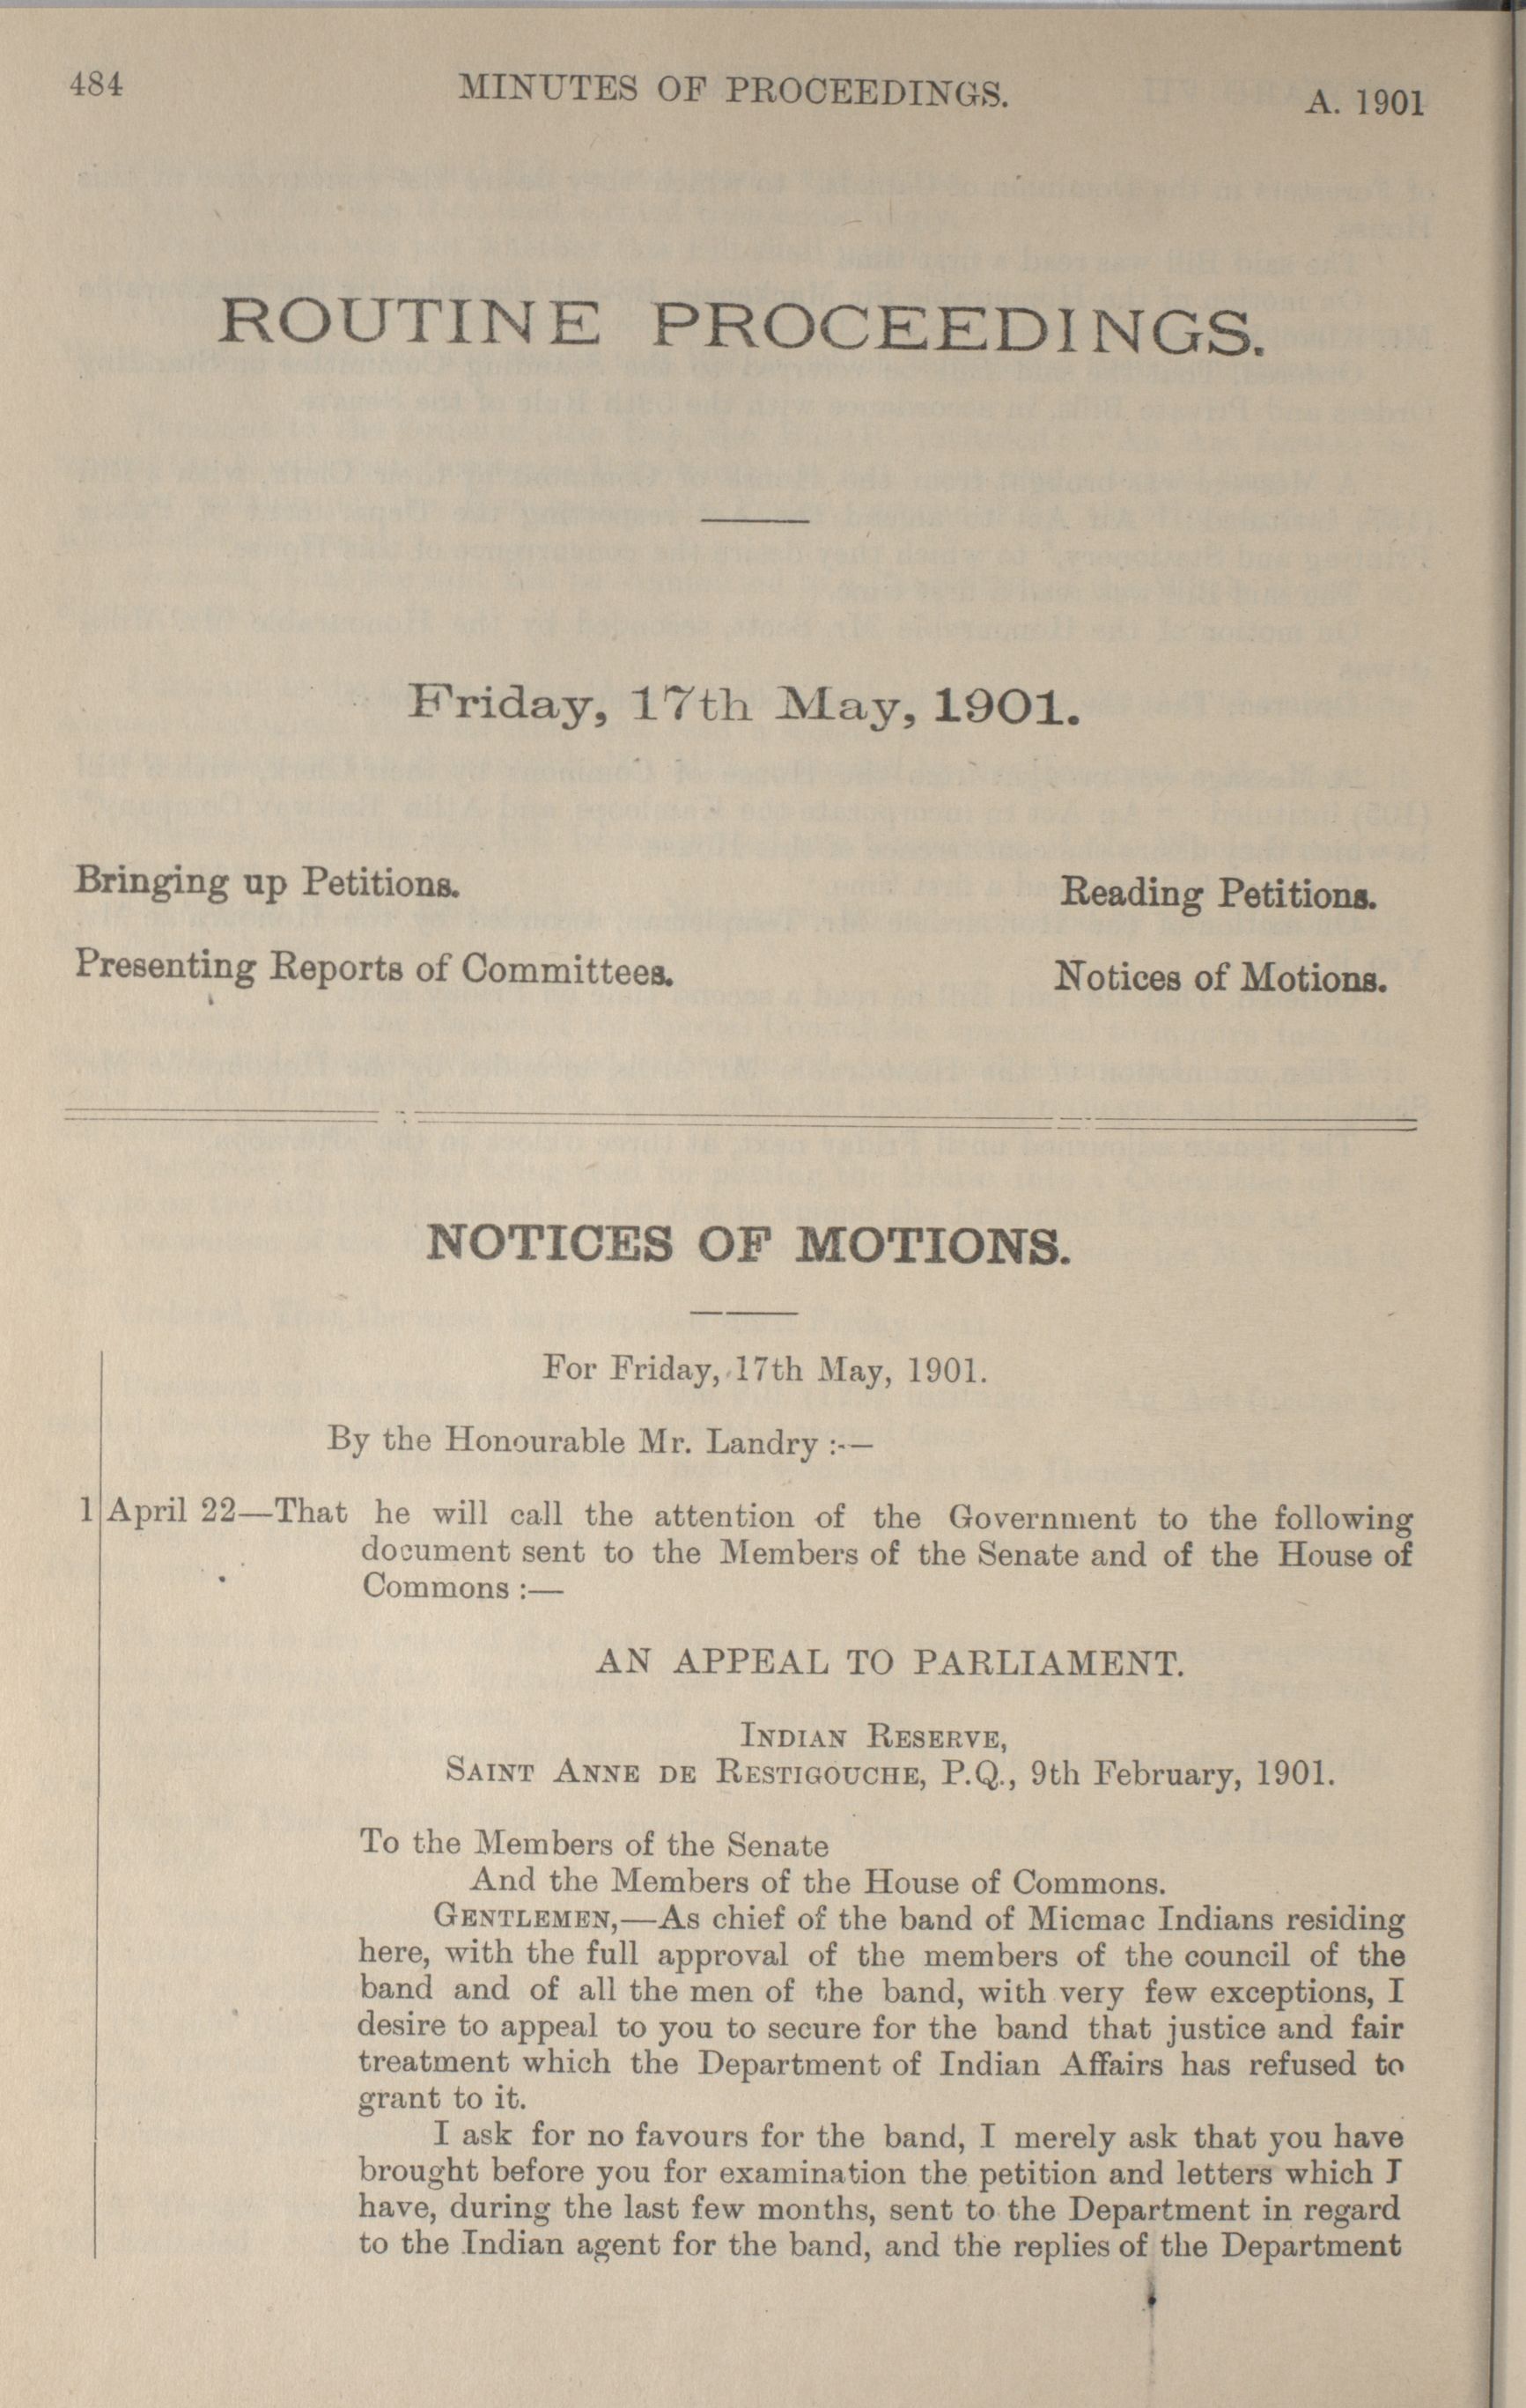 484 MINUTES OF PROCEEDINGS. A. 1901
ROUTINE PROCEEDINGS.
Friday, 17th May, 1901.
Bringing up Petitions. Reading Petitions.
Presenting Reports of Committees. Notices of Motions.
NOTICES OF MOTIONS.
For Friday, 17th May, 1901.
By the Honourable Mr. Landry :—
1 April 22—That he will call the attention of the Government to the following
document sent to the Members of the Senate and of the House of
Commons :—
AN APPEAL TO PARLIAMENT.
INDIAN RESERVE,
SAINT ANNE DE RESTIGOUCHE, P.Q., 9th February, 1901.
To the Members of the Senate
And the Members of the House of Commons.
GENTLEMEN,—As chief of the band of Micmac Indians residing
here, with the full approval of the members of the council of the
band and of all the men of the band, with very few exceptions, I
desire to appeal to you to secure for the band that justice and fair
treatment which the Department of Indian Affairs has refused to
grant to it.
I ask for no favours for the band, I merely ask that you have
brought before you for examination the petition and letters which I
have, during the last few months, sent to the Department in regard
to the Indian agent for the band, and the replies of the Department